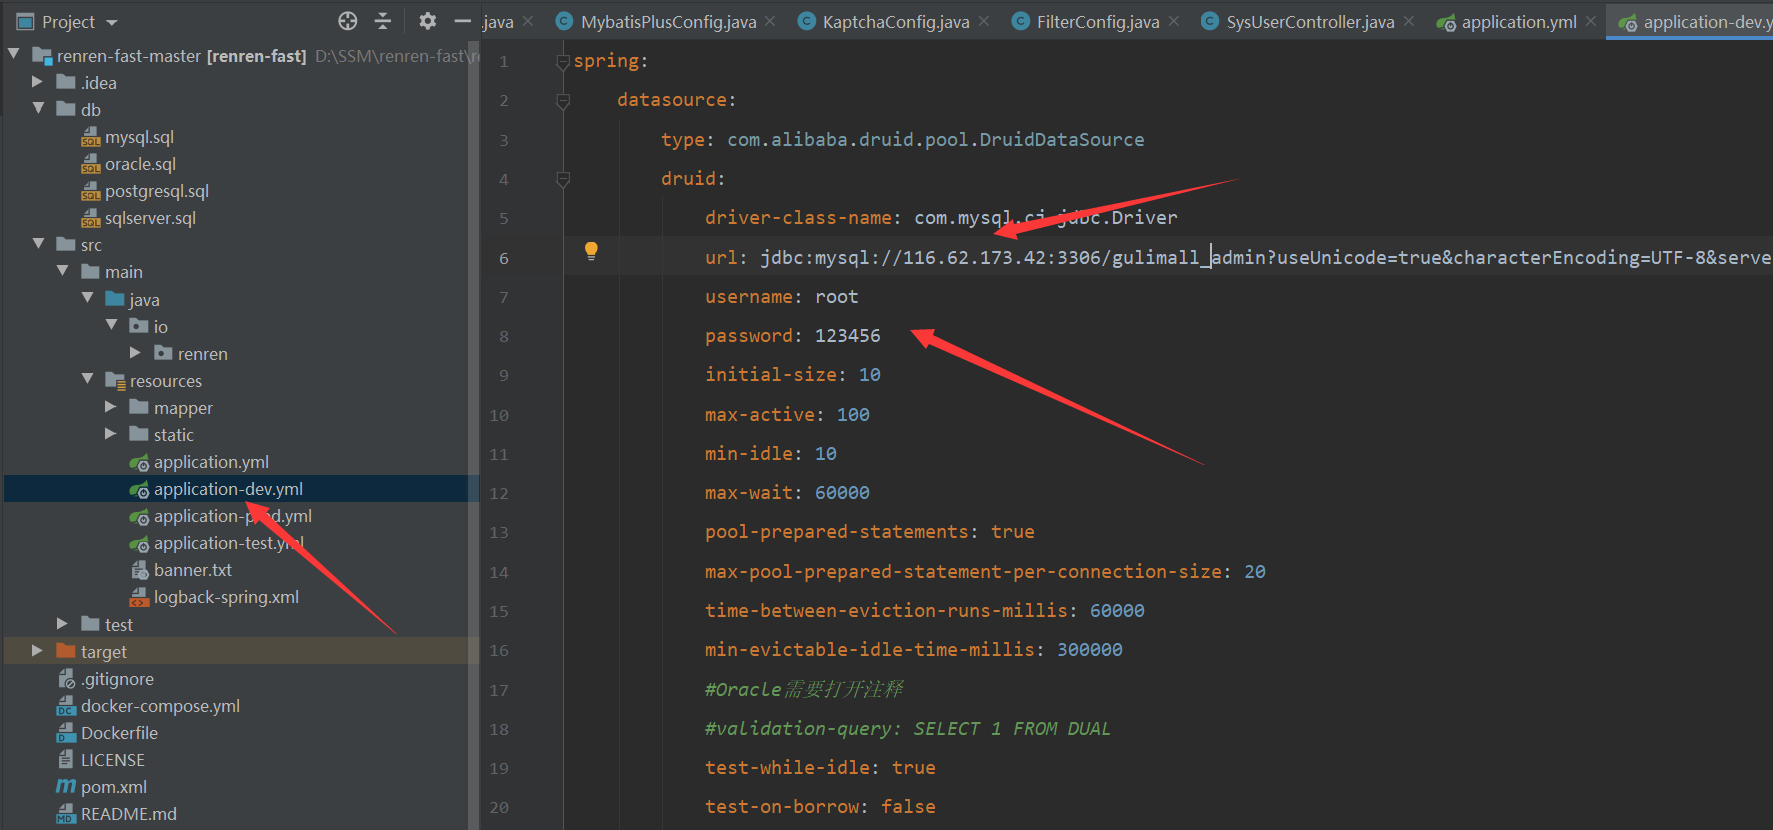 Project
.java
MybatisPlusConfig.java
KaptchaConfig.java
FilterConfig.java
SysUserController.java
application.yml
application-dev.y
renren-fast-master [renren-fast] D:\SSM\renren-fast\r
.idea
db
mysql.sql
oracle.sql
postgresql.sql
sqlserver.sql
src
main
java
io
renren
resources
mapper
static
application.yml
application-dev.yml
application-prod.yml
application-test.yml
banner.txt
logback-spring.xml
test
target
.gitignore
docker-compose.yml
Dockerfile
LICENSE
pom.xml
README.md
1 spring:
2 datasource:
3 type: com.alibaba.druid.pool.DruidDataSource
4 druid:
5 driver-class-name: com.mysql.cj.jdbc.Driver
6 url: jdbc:mysql://116.62.173.42:3306/gulimall_admin?useUnicode=true&characterEncoding=UTF-8&serve
7 username: root
8 password: 123456
9 initial-size: 10
10 max-active: 100
11 min-idle: 10
12 max-wait: 60000
13 pool-prepared-statements: true
14 max-pool-prepared-statement-per-connection-size: 20
15 time-between-eviction-runs-millis: 60000
16 min-evictable-idle-time-millis: 300000
17 #Oracle需要打开注释
18 #validation-query: SELECT 1 FROM DUAL
19 test-while-idle: true
20 test-on-borrow: false